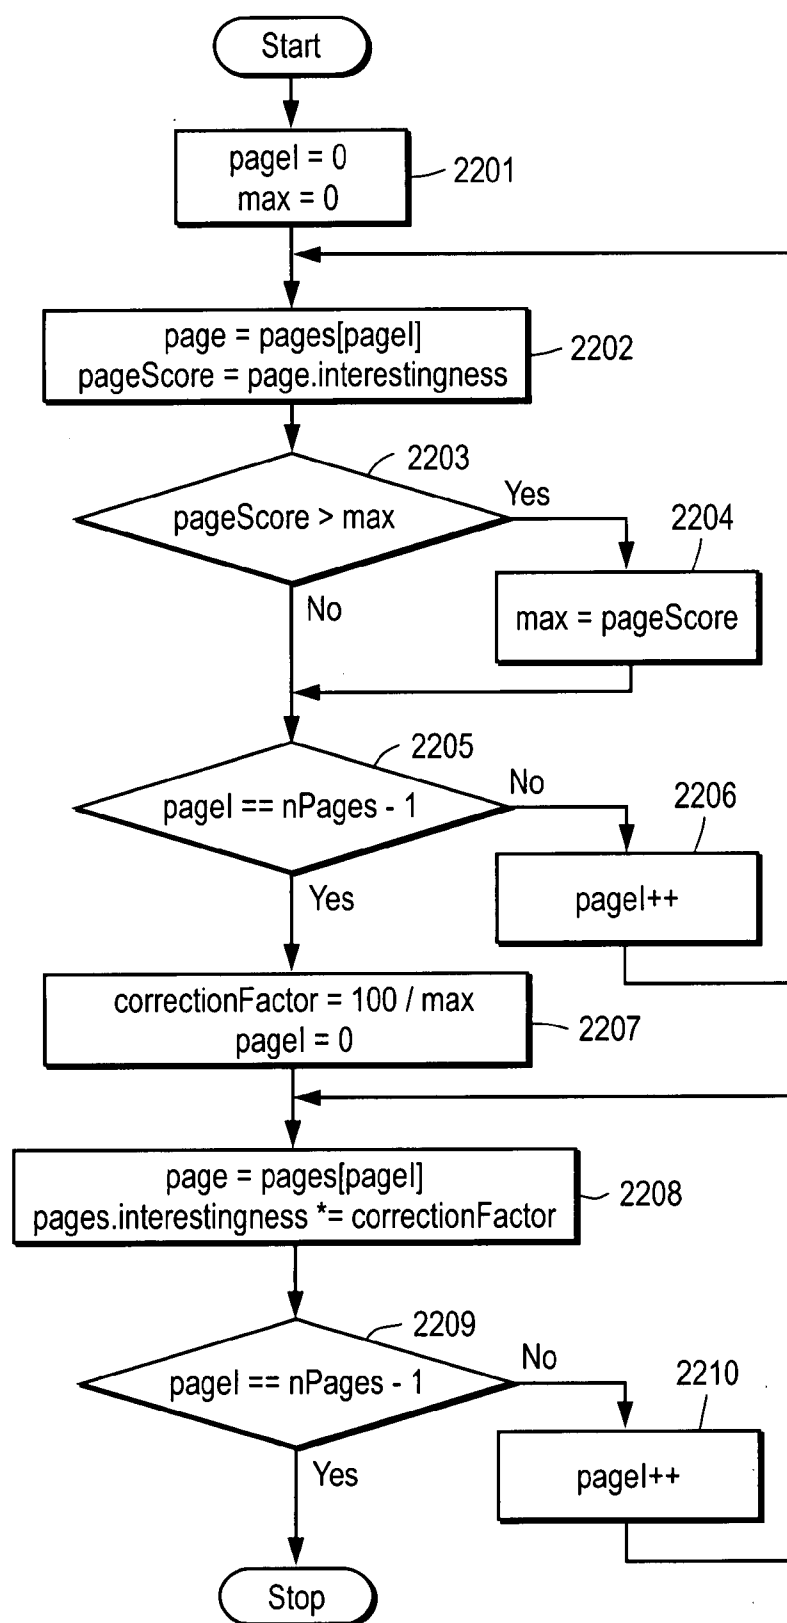 Start
pageI = 0
max = 0
2201
page = pages[pageI]
pageScore = page.interestingness
2202
2203
pageScore > max
Yes
2204
max = pageScore
No
2205
pageI == nPages - 1
No
2206
pageI++
Yes
correctionFactor = 100 / max
pageI = 0
2207
page = pages[pageI]
pages.interestingness *= correctionFactor
2208
2209
pageI == nPages - 1
No
2210
pageI++
Yes
Stop